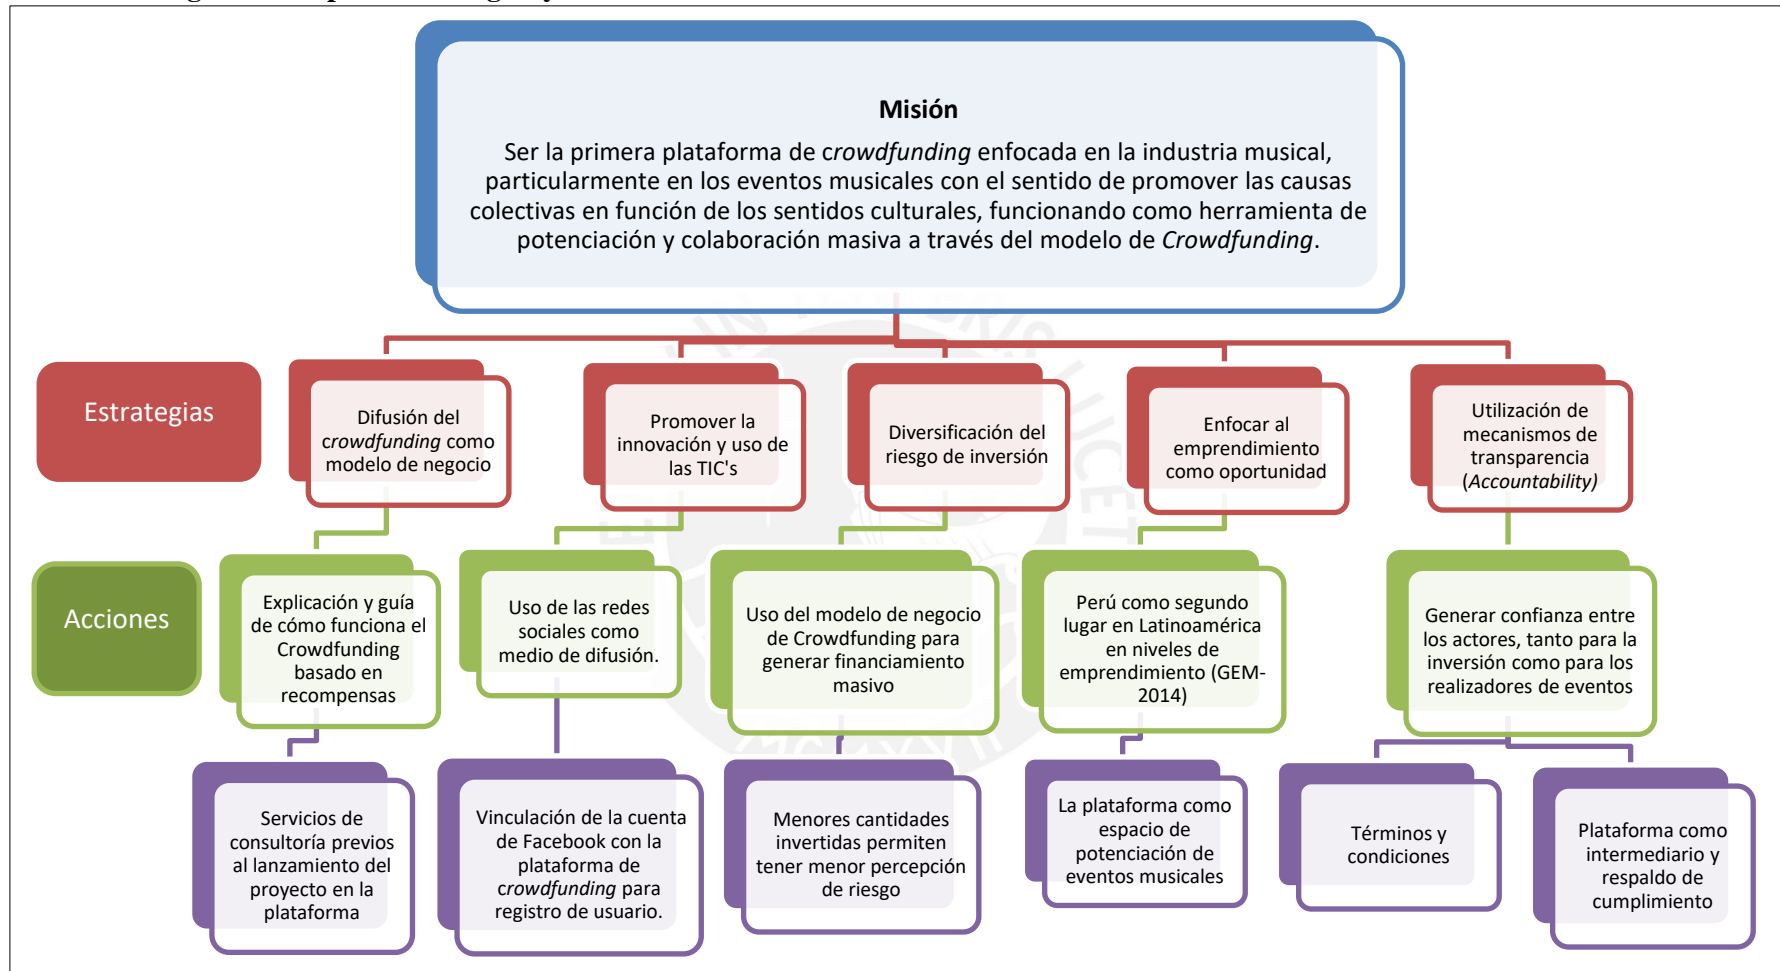 Misión
Ser la primera plataforma de crowdfunding enfocada en la industria musical,
particularmente en los eventos musicales con el sentido de promover las causas
colectivas en función de los sentidos culturales, funcionando como herramienta de
potenciación y colaboración masiva a través del modelo de Crowdfunding.
Estrategias
Difusión del
crowdfunding como
modelo de negocio
Promover la
innovación y uso de
las TIC's
Diversificación del
riesgo de inversión
Enfocar al
emprendimiento
como oportunidad
Utilización de
mecanismos de
transparencia
(Accountability)
Acciones
Explicación y guía
de cómo funciona el
Crowdfunding
basado en
recompensas
Uso de las redes
sociales como
medio de difusión.
Uso del modelo de negocio
de Crowdfunding para
generar financiamiento
masivo
Perú como segundo
lugar en Latinoamérica
en niveles de
emprendimiento (GEM-
2014)
Generar confianza entre
los actores, tanto para la
inversión como para los
realizadores de eventos
Servicios de
consultoría previos
al lanzamiento del
proyecto en la
plataforma
Vinculación de la cuenta
de Facebook con la
plataforma de
crowdfunding para
registro de usuario.
Menores cantidades
invertidas permiten
tener menor percepción
de riesgo
La plataforma como
espacio de
potenciación de
eventos musicales
Términos y
condiciones
Plataforma como
intermediario y
respaldo de
cumplimiento